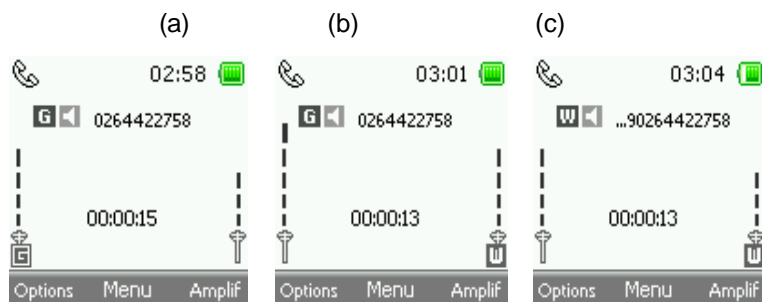 (a) (b) (c)
02:58 03:01 03:04
G 0264422758 G 0264422758 W ...90264422758
00:00:15 00:00:13 00:00:13
G W W
Options Menu Amplif Options Menu Amplif Options Menu Amplif